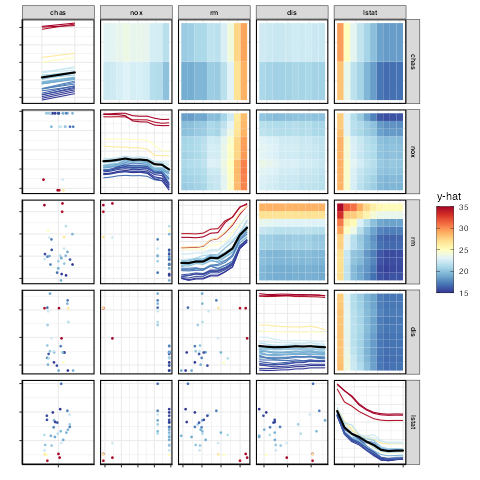 chas nox rm dis lstat
chas
nox
rm
dis
lstat
y-hat
35
30
25
20
15